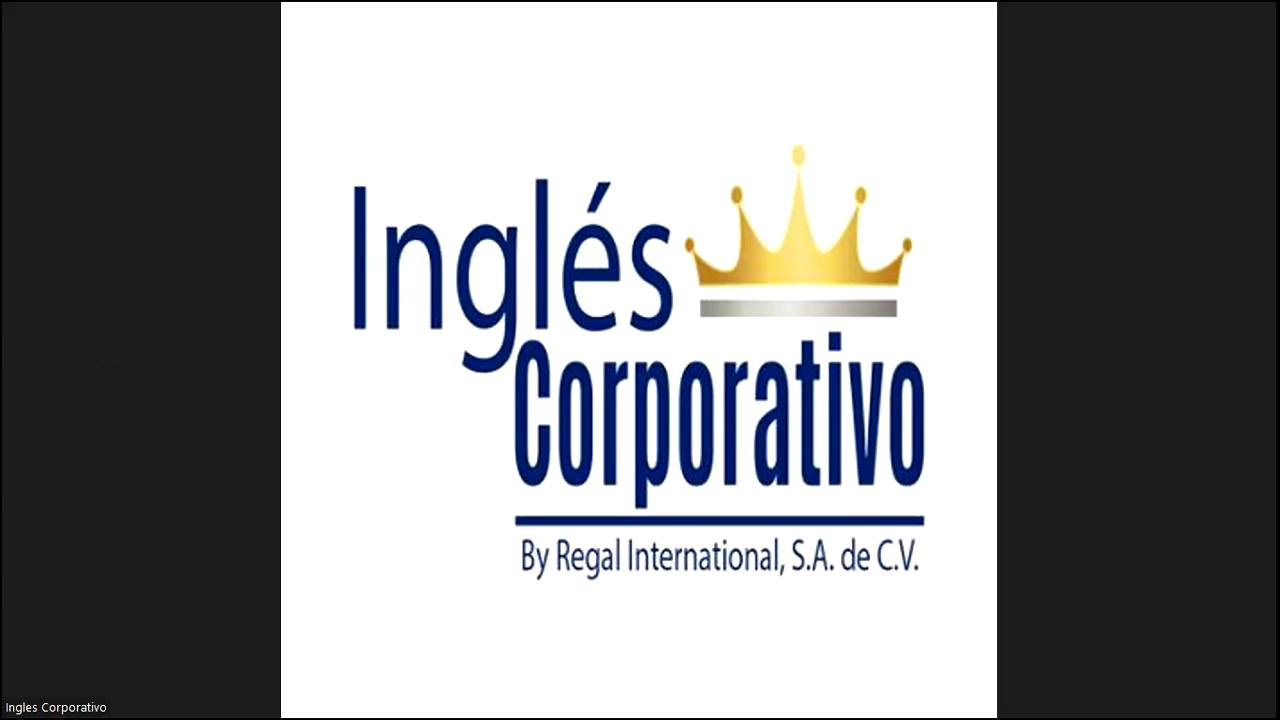 Inglés
Corporativo
By Regal International, S.A. de C.V.
Ingles Corporativo